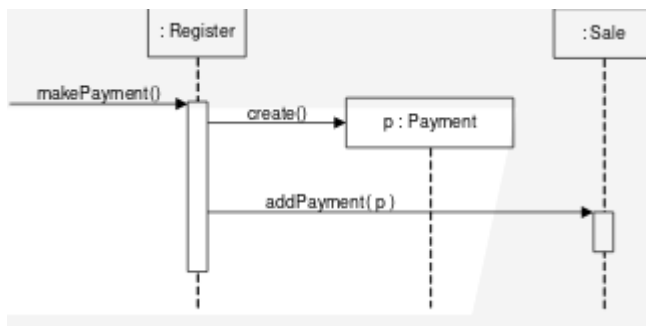 : Register
: Sale
makePayment()
create()
p : Payment
addPayment( p )